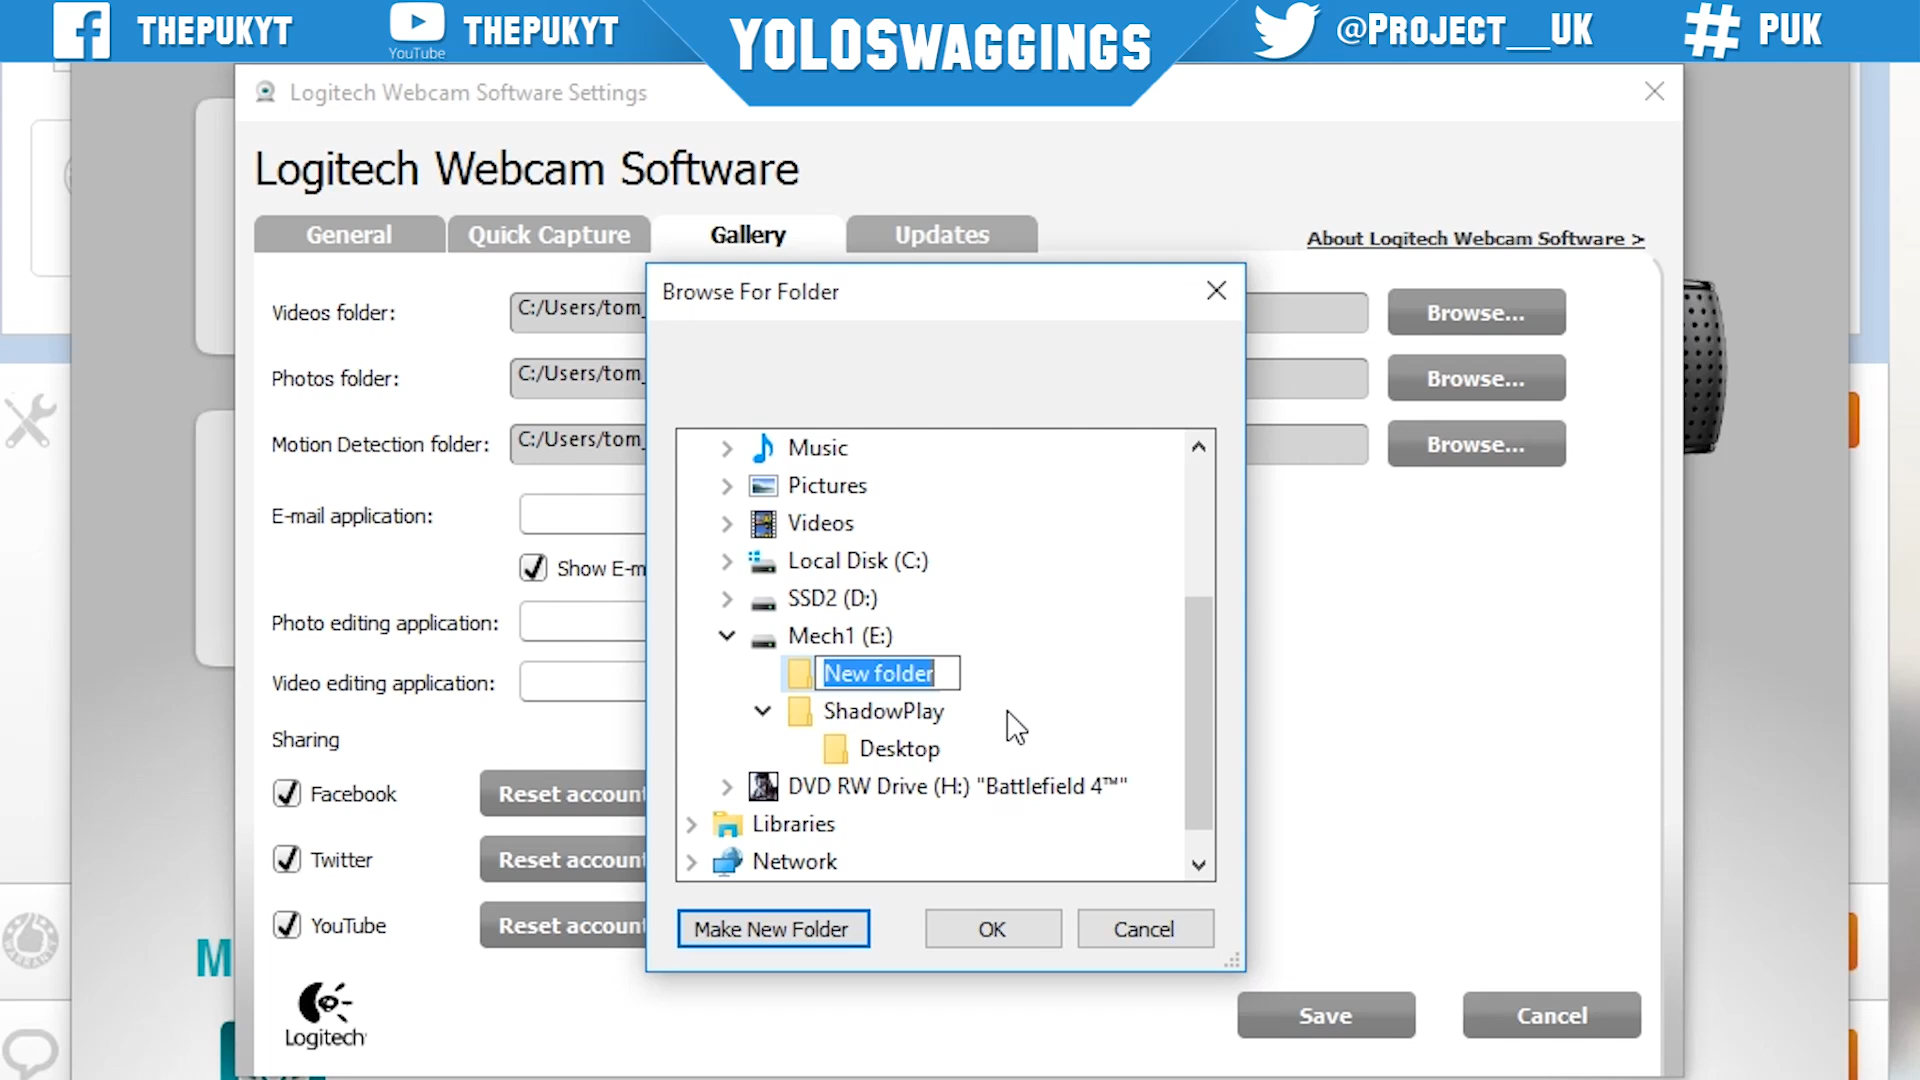 THEPUKYT
YouTube
THEPUKYT
YOLOSWAGGINGS
@PROJECT__UK
# PUK
Logitech Webcam Software Settings
Logitech Webcam Software
General
Quick Capture
Gallery
Updates
About Logitech Webcam Software >
Browse For Folder
Videos folder:
C:/Users/tom_
Browse...
Photos folder:
C:/Users/tom_
Browse...
Motion Detection folder:
C:/Users/tom_
Browse...
E-mail application:
Show E-m
Photo editing application:
Video editing application:
Sharing
Facebook
Reset account
Twitter
Reset account
YouTube
Reset account
Music
Pictures
Videos
Local Disk (C:)
SSD2 (D:)
Mech1 (E:)
New folder
ShadowPlay
Desktop
DVD RW Drive (H:) "Battlefield 4™"
Libraries
Network
Make New Folder
OK
Cancel
Logitech
Save
Cancel
M